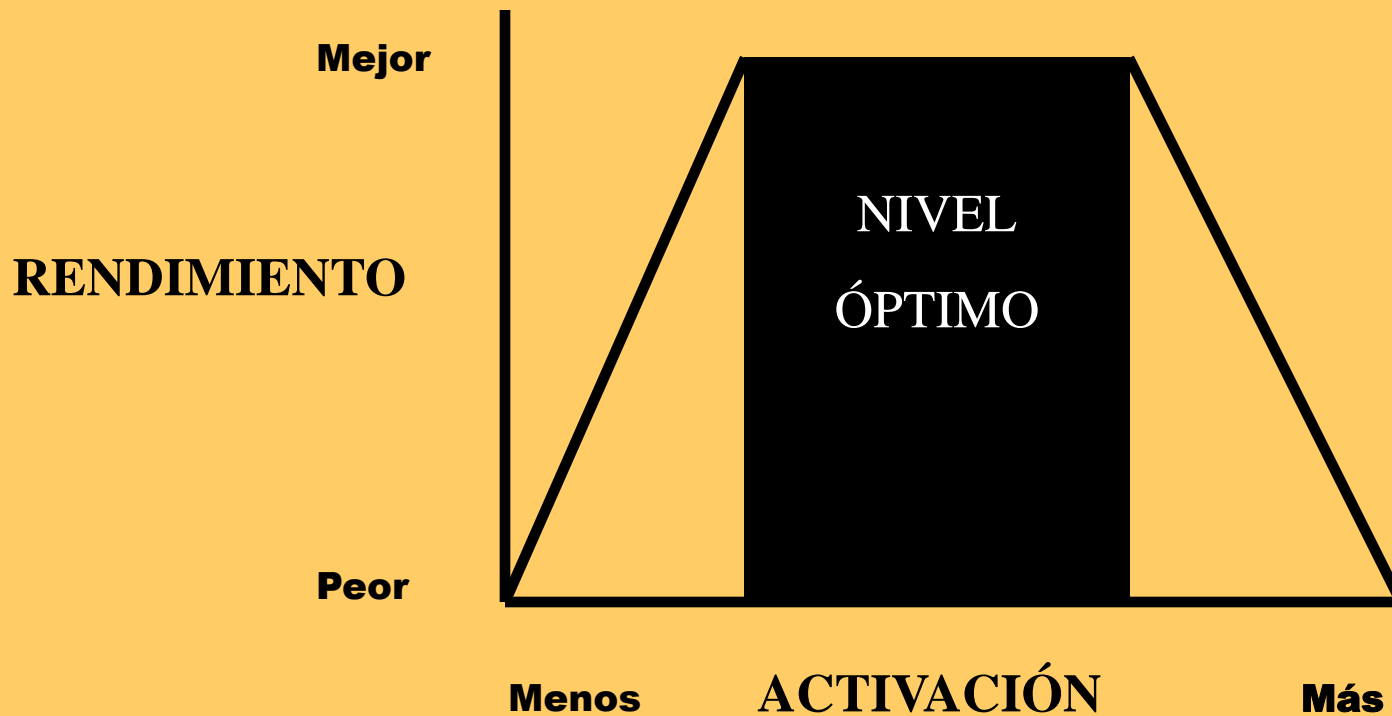 Mejor
NIVEL
ÓPTIMO
RENDIMIENTO
Peor
Menos
ACTIVACIÓN
Más